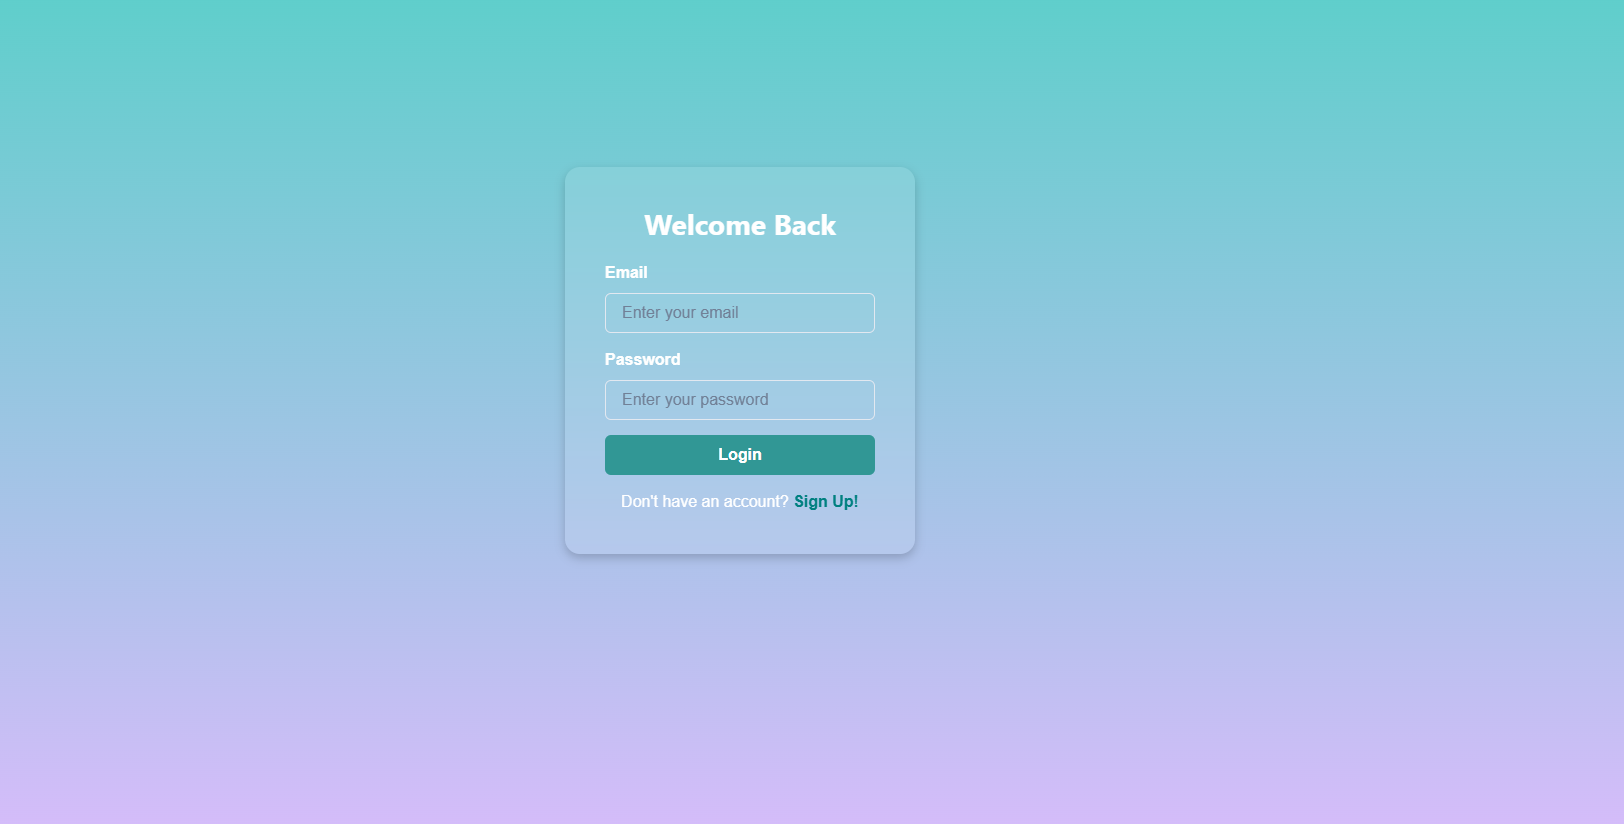 Welcome Back
Email
Enter your email
Password
Enter your password
Login
Don't have an account? Sign Up!